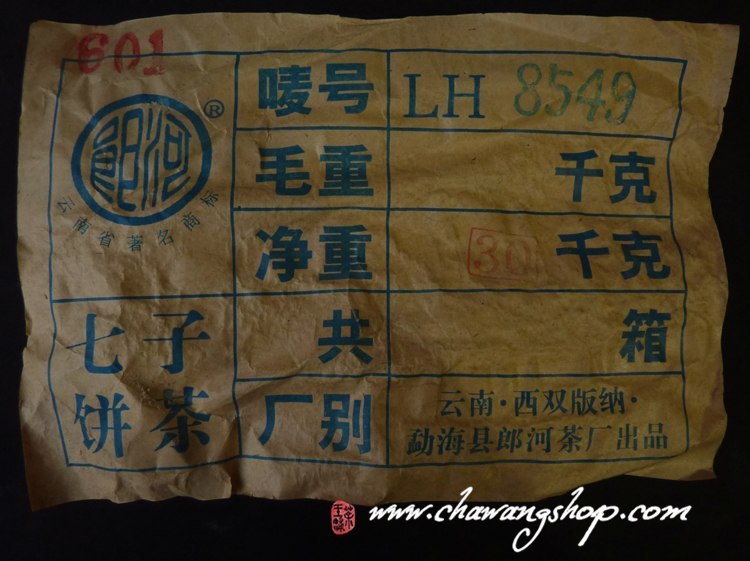 601
郎河
®
云南省著名商标
唛号 LH 8549
毛重 千克
净重 30 千克
七子
饼茶
共 箱
厂别
云南·西双版纳·
勐海县郎河茶厂出品
www.chawangshop.com